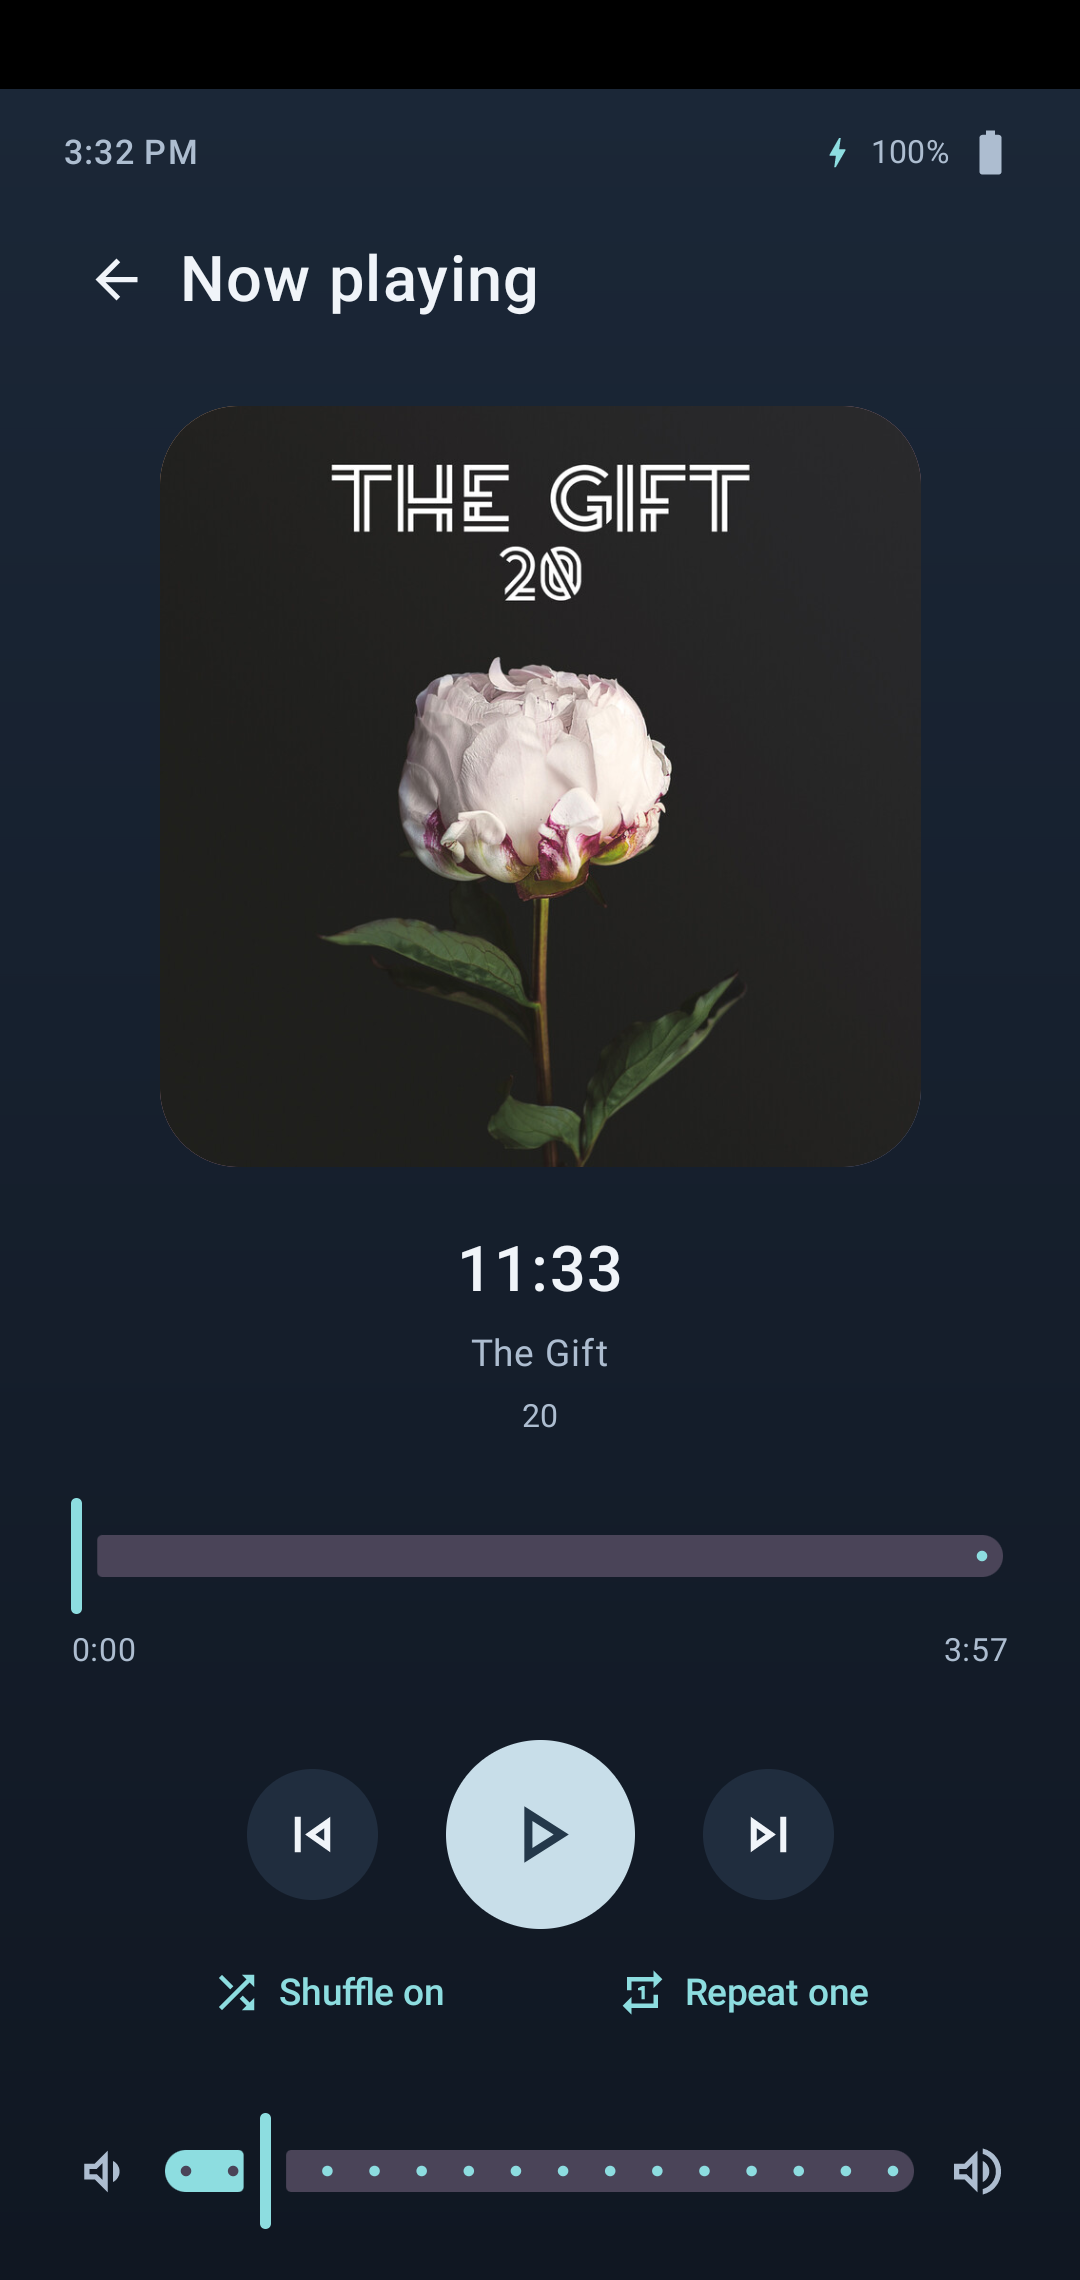 3:32 PM
100%
Now playing
THE GIFT
20
11:33
The Gift
20
0:00
3:57
Shuffle on
1
Repeat one